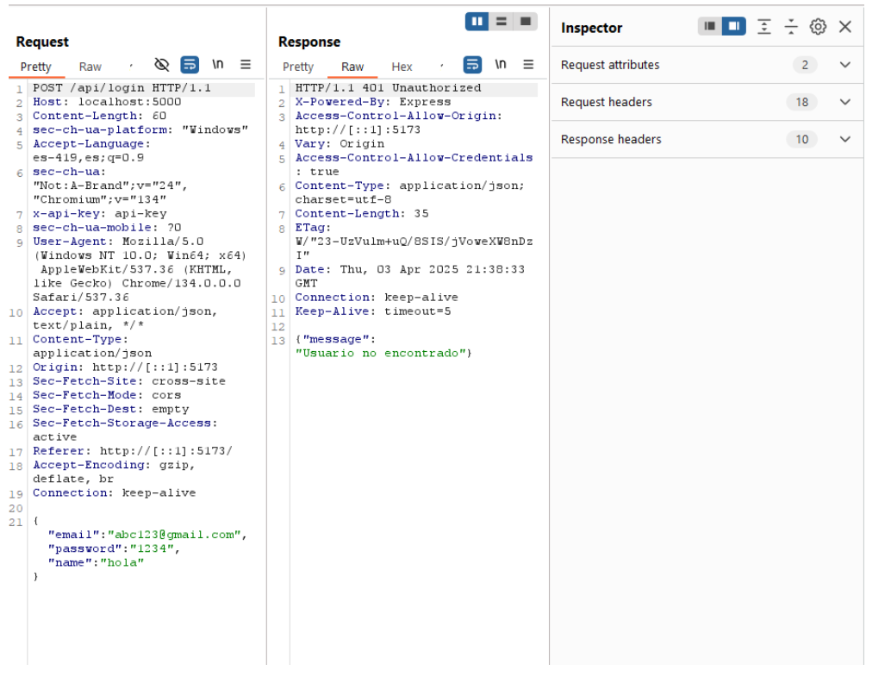 Request
Pretty Raw \n
1 POST /api/login HTTP/1.1
2 Host: localhost:5000
3 Content-Length: 60
4 sec-ch-ua-platform: "Windows"
5 Accept-Language:
es-419,es;q=0.9
6 sec-ch-ua:
"Not:A-Brand";v="24",
"Chromium";v="134"
7 x-api-key: api-key
8 sec-ch-ua-mobile: ?0
9 User-Agent: Mozilla/5.0
(Windows NT 10.0; Win64; x64)
AppleWebKit/537.36 (KHTML,
like Gecko) Chrome/134.0.0.0
Safari/537.36
10 Accept: application/json,
text/plain, */*
11 Content-Type:
application/json
12 Origin: http://[::1]:5173
13 Sec-Fetch-Site: cross-site
14 Sec-Fetch-Mode: cors
15 Sec-Fetch-Dest: empty
16 Sec-Fetch-Storage-Access:
active
17 Referer: http://[::1]:5173/
18 Accept-Encoding: gzip,
deflate, br
19 Connection: keep-alive
20
21 {
"email":"abc123@gmail.com",
"password":"1234",
"name":"hola"
}
Response
Pretty Raw Hex \n
1 HTTP/1.1 401 Unauthorized
2 X-Powered-By: Express
3 Access-Control-Allow-Origin:
http://[::1]:5173
4 Vary: Origin
5 Access-Control-Allow-Credentials
: true
6 Content-Type: application/json;
charset=utf-8
7 Content-Length: 35
8 ETag:
W/"23-UzVulm+uQ/8SIS/jVoweXW8nDz
I"
9 Date: Thu, 03 Apr 2025 21:38:33
GMT
10 Connection: keep-alive
11 Keep-Alive: timeout=5
12
13 {"message":
"Usuario no encontrado"}
Inspector
Request attributes 2
Request headers 18
Response headers 10